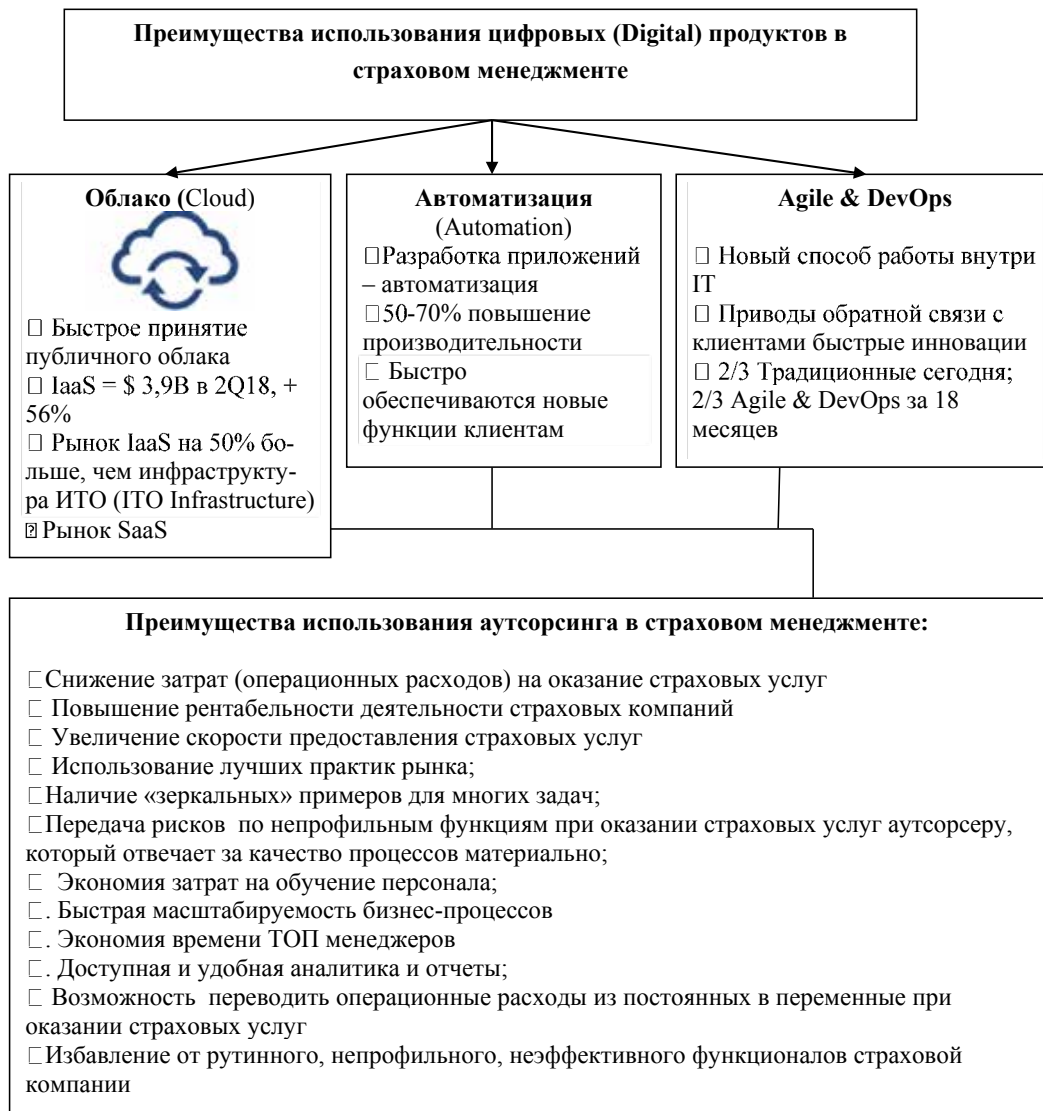 Преимущества использования цифровых (Digital) продуктов в
страховом менеджменте
Облако (Cloud)
□ Быстрое принятие
публичного облака
□ IaaS = $ 3,9B в 2Q18, +
56%
□ Рынок IaaS на 50% бо-
льше, чем инфраструкту-
ра ИТО (ITO Infrastructure)
⍰ Рынок SaaS
Автоматизация
(Automation)
□Разработка приложений
– автоматизация
□50-70% повышение
производительности
□ Быстро
обеспечиваются новые
функции клиентам
Agile & DevOps
□ Новый способ работы внутри
IT
□ Приводы обратной связи с
клиентами быстрые инновации
□ 2/3 Традиционные сегодня;
2/3 Agile & DevOps за 18
месяцев
Преимущества использования аутсорсинга в страховом менеджменте:
□Снижение затрат (операционных расходов) на оказание страховых услуг
□ Повышение рентабельности деятельности страховых компаний
□ Увеличение скорости предоставления страховых услуг
□ Использование лучших практик рынка;
□Наличие «зеркальных» примеров для многих задач;
□Передача рисков по непрофильным функциям при оказании страховых услуг аутсорсеру,
который отвечает за качество процессов материально;
□ Экономия затрат на обучение персонала;
□. Быстрая масштабируемость бизнес-процессов
□. Экономия времени ТОП менеджеров
□. Доступная и удобная аналитика и отчеты;
□ Возможность переводить операционные расходы из постоянных в переменные при
оказании страховых услуг
□Избавление от рутинного, непрофильного, неэффективного функционалов страховой
компании